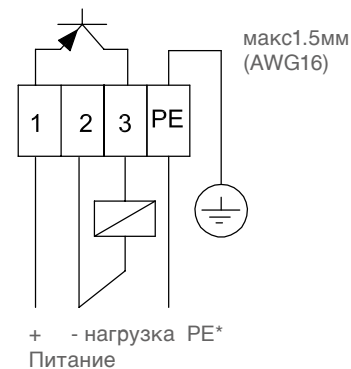 макс1.5мм
(AWG16)
1 2 3 PE
+ - нагрузка PE*
Питание